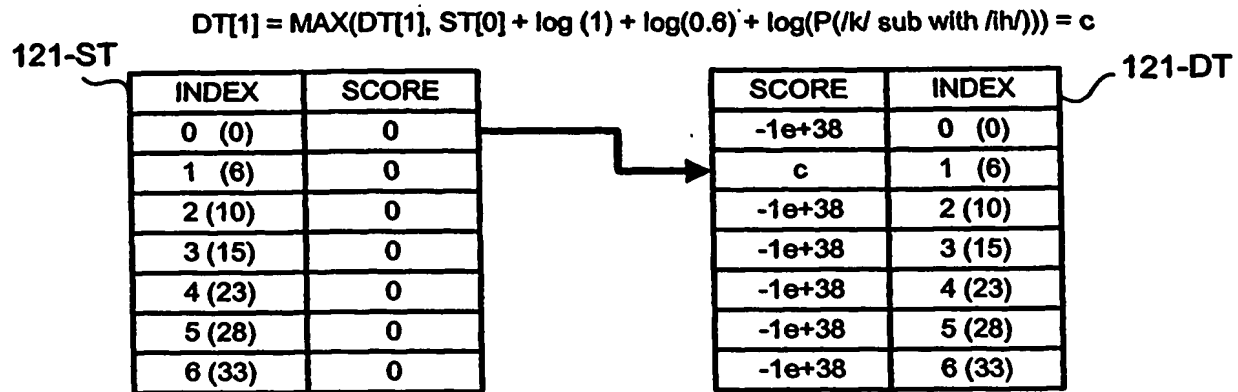 DT[1] = MAX(DT[1], ST[0] + log (1) + log(0.6) + log(P(/k/ sub with /ih/))) = c
121-ST
121-DT
INDEX SCORE SCORE INDEX
0 (0) 0 -1e+38 0 (0)
1 (6) 0 c 1 (6)
2 (10) 0 -1e+38 2 (10)
3 (15) 0 -1e+38 3 (15)
4 (23) 0 -1e+38 4 (23)
5 (28) 0 -1e+38 5 (28)
6 (33) 0 -1e+38 6 (33)